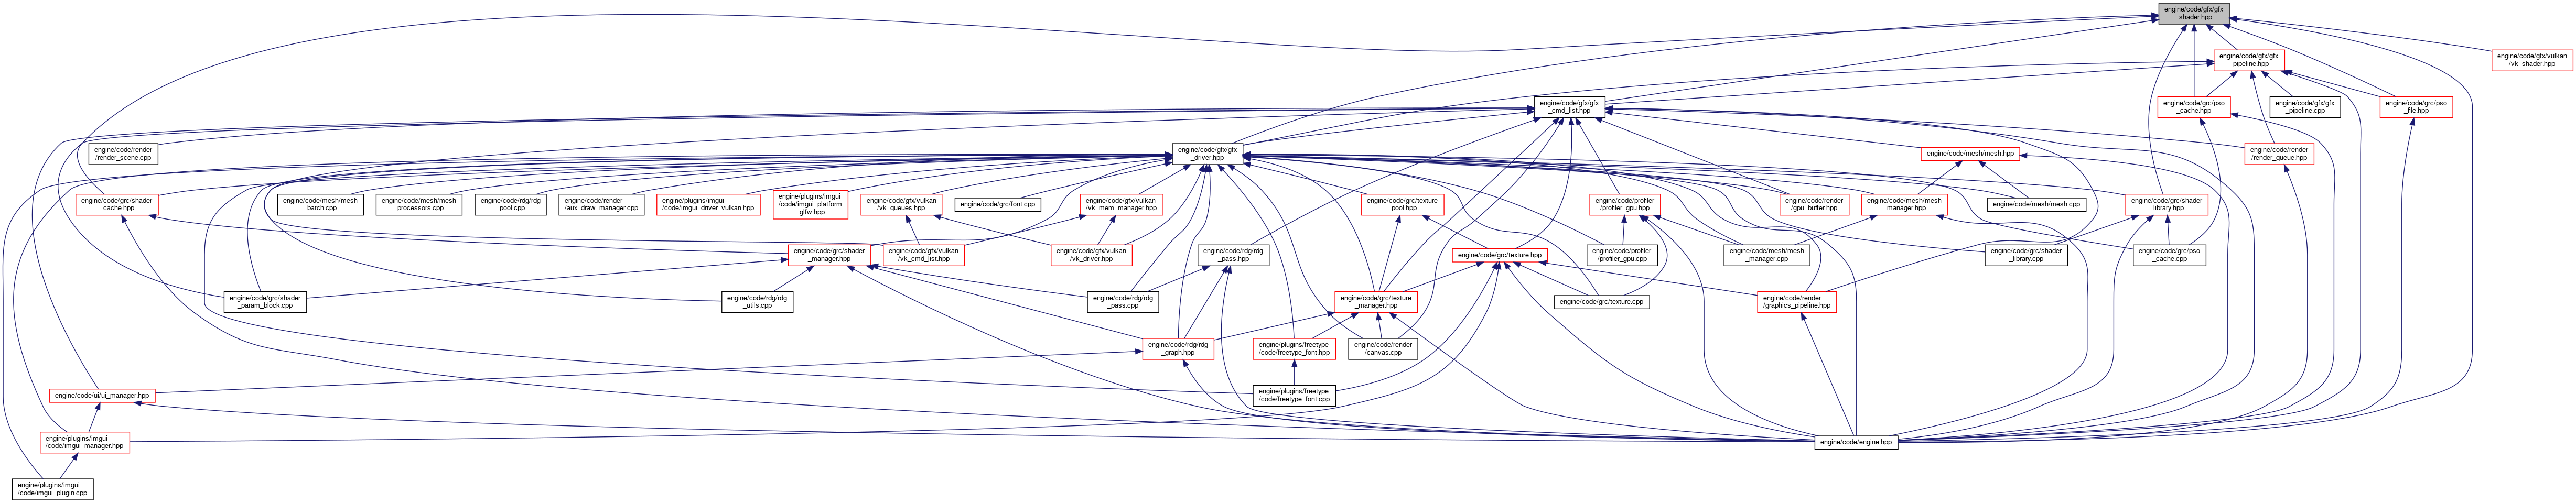 engine/code/gfx/gfx
_shader.hpp
engine/code/gfx/gfx
_pipeline.hpp
engine/code/gfx/vulkan
/vk_shader.hpp
engine/code/gfx/gfx
_cmd_list.hpp
engine/code/grc/pso
_cache.hpp
engine/code/gfx/gfx
_pipeline.cpp
engine/code/grc/pso
_file.hpp
engine/code/render
/render_scene.cpp
engine/code/gfx/gfx
_driver.hpp
engine/code/mesh/mesh.hpp
engine/code/render
/render_queue.hpp
engine/code/grc/shader
_cache.hpp
engine/code/mesh/mesh
_batch.cpp
engine/code/mesh/mesh
_processors.cpp
engine/code/rdg/rdg
_pool.cpp
engine/code/render
/aux_draw_manager.cpp
engine/plugins/imgui
/code/imgui_driver_vulkan.hpp
engine/plugins/imgui
/code/imgui_platform
_glfw.hpp
engine/code/gfx/vulkan
/vk_queues.hpp
engine/code/grc/font.cpp
engine/code/gfx/vulkan
/vk_mem_manager.hpp
engine/code/grc/texture
_pool.hpp
engine/code/profiler
/profiler_gpu.hpp
engine/code/render
/gpu_buffer.hpp
engine/code/mesh/mesh
_manager.hpp
engine/code/mesh/mesh.cpp
engine/code/grc/shader
_library.hpp
engine/code/grc/shader
_manager.hpp
engine/code/gfx/vulkan
/vk_cmd_list.hpp
engine/code/gfx/vulkan
/vk_driver.hpp
engine/code/rdg/rdg
_pass.hpp
engine/code/grc/texture.hpp
engine/code/profiler
/profiler_gpu.cpp
engine/code/mesh/mesh
_manager.cpp
engine/code/grc/shader
_library.cpp
engine/code/grc/pso
_cache.cpp
engine/code/grc/shader
_param_block.cpp
engine/code/rdg/rdg
_utils.cpp
engine/code/rdg/rdg
_pass.cpp
engine/code/grc/texture
_manager.hpp
engine/code/grc/texture.cpp
engine/code/render
/graphics_pipeline.hpp
engine/code/rdg/rdg
_graph.hpp
engine/plugins/freetype
/code/freetype_font.hpp
engine/code/render
/canvas.cpp
engine/code/ui/ui_manager.hpp
engine/plugins/freetype
/code/freetype_font.cpp
engine/plugins/imgui
/code/imgui_manager.hpp
engine/code/engine.hpp
engine/plugins/imgui
/code/imgui_plugin.cpp